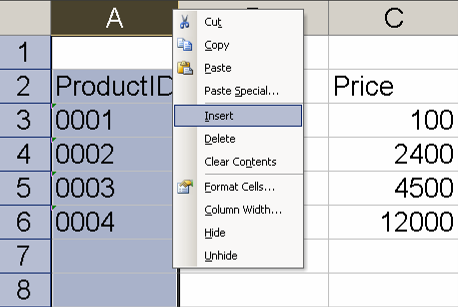 A C
1
2 ProductID Price
3 0001 100
4 0002 2400
5 0003 4500
6 0004 12000
7
8
Cut
Copy
Paste
Paste Special...
Insert
Delete
Clear Contents
Format Cells...
Column Width...
Hide
Unhide